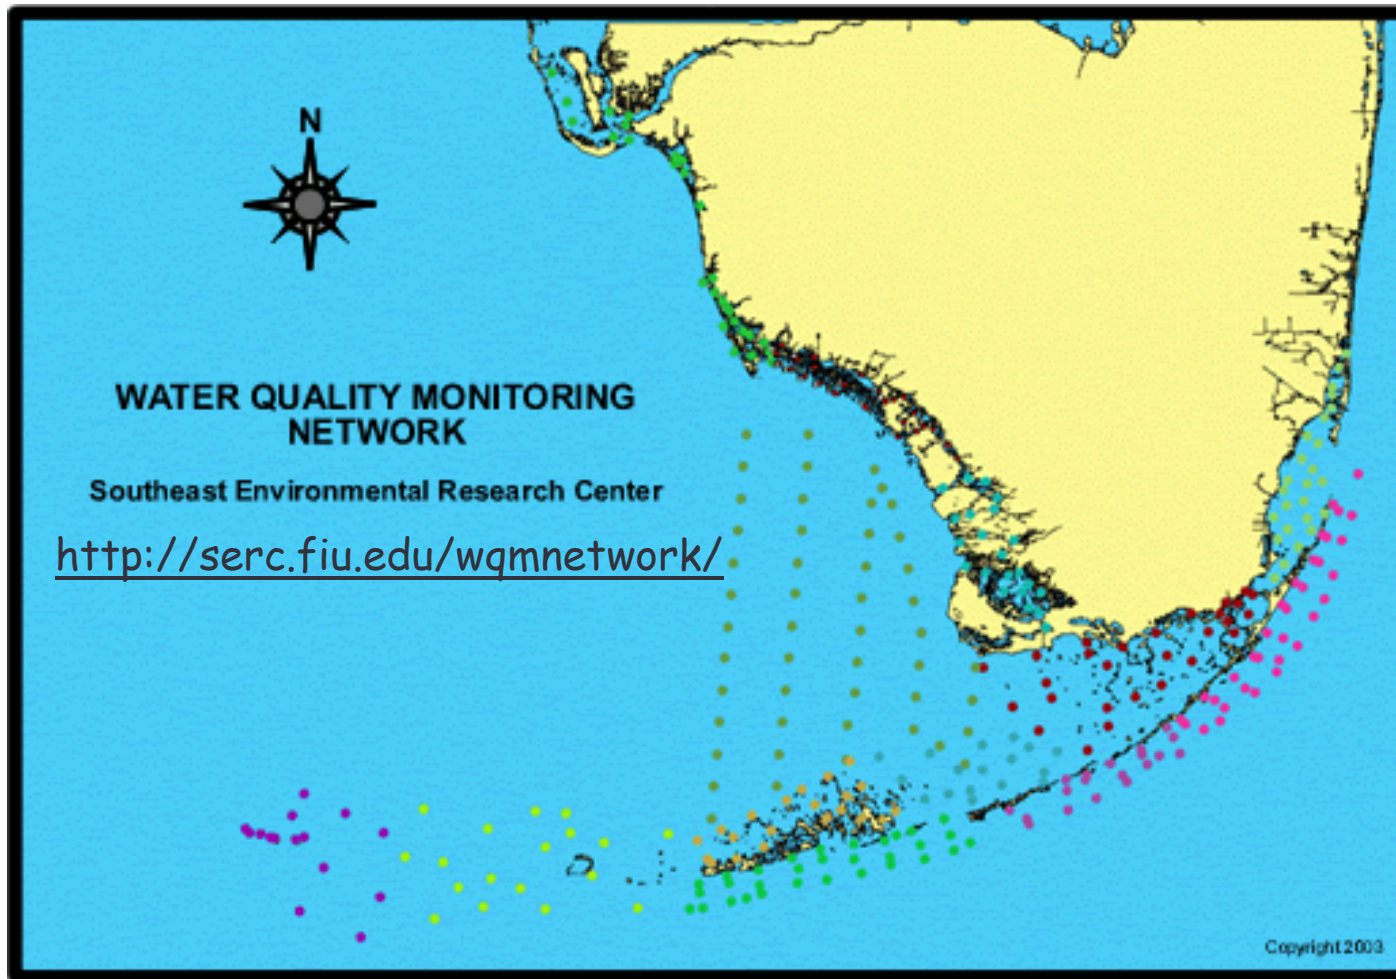 N
WATER QUALITY MONITORING
NETWORK
Southeast Environmental Research Center
http://serc.fiu.edu/wqmnetwork/
Copyright 2003